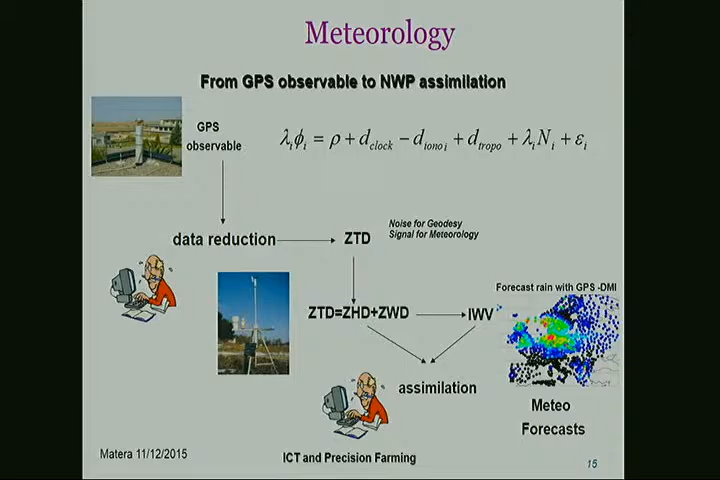 Meteorology
From GPS observable to NWP assimilation
GPS
observable
λᵢϕᵢ = ρ + d_clock − d_iono i + d_tropo + λᵢNᵢ + εᵢ
data reduction
ZTD
Noise for Geodesy
Signal for Meteorology
Forecast rain with GPS -DMI
ZTD=ZHD+ZWD
IWV
assimilation
Meteo
Forecasts
Matera 11/12/2015
ICT and Precision Farming
15